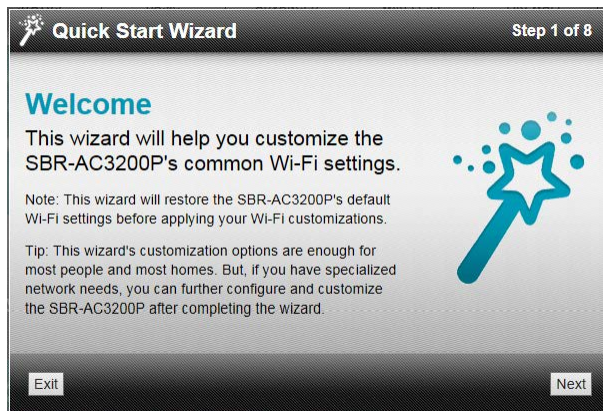 Quick Start Wizard
Step 1 of 8
Welcome
This wizard will help you customize the
SBR-AC3200P's common Wi-Fi settings.
Note: This wizard will restore the SBR-AC3200P's default
Wi-Fi settings before applying your Wi-Fi customizations.
Tip: This wizard's customization options are enough for
most people and most homes. But, if you have specialized
network needs, you can further configure and customize
the SBR-AC3200P after completing the wizard.
Exit
Next